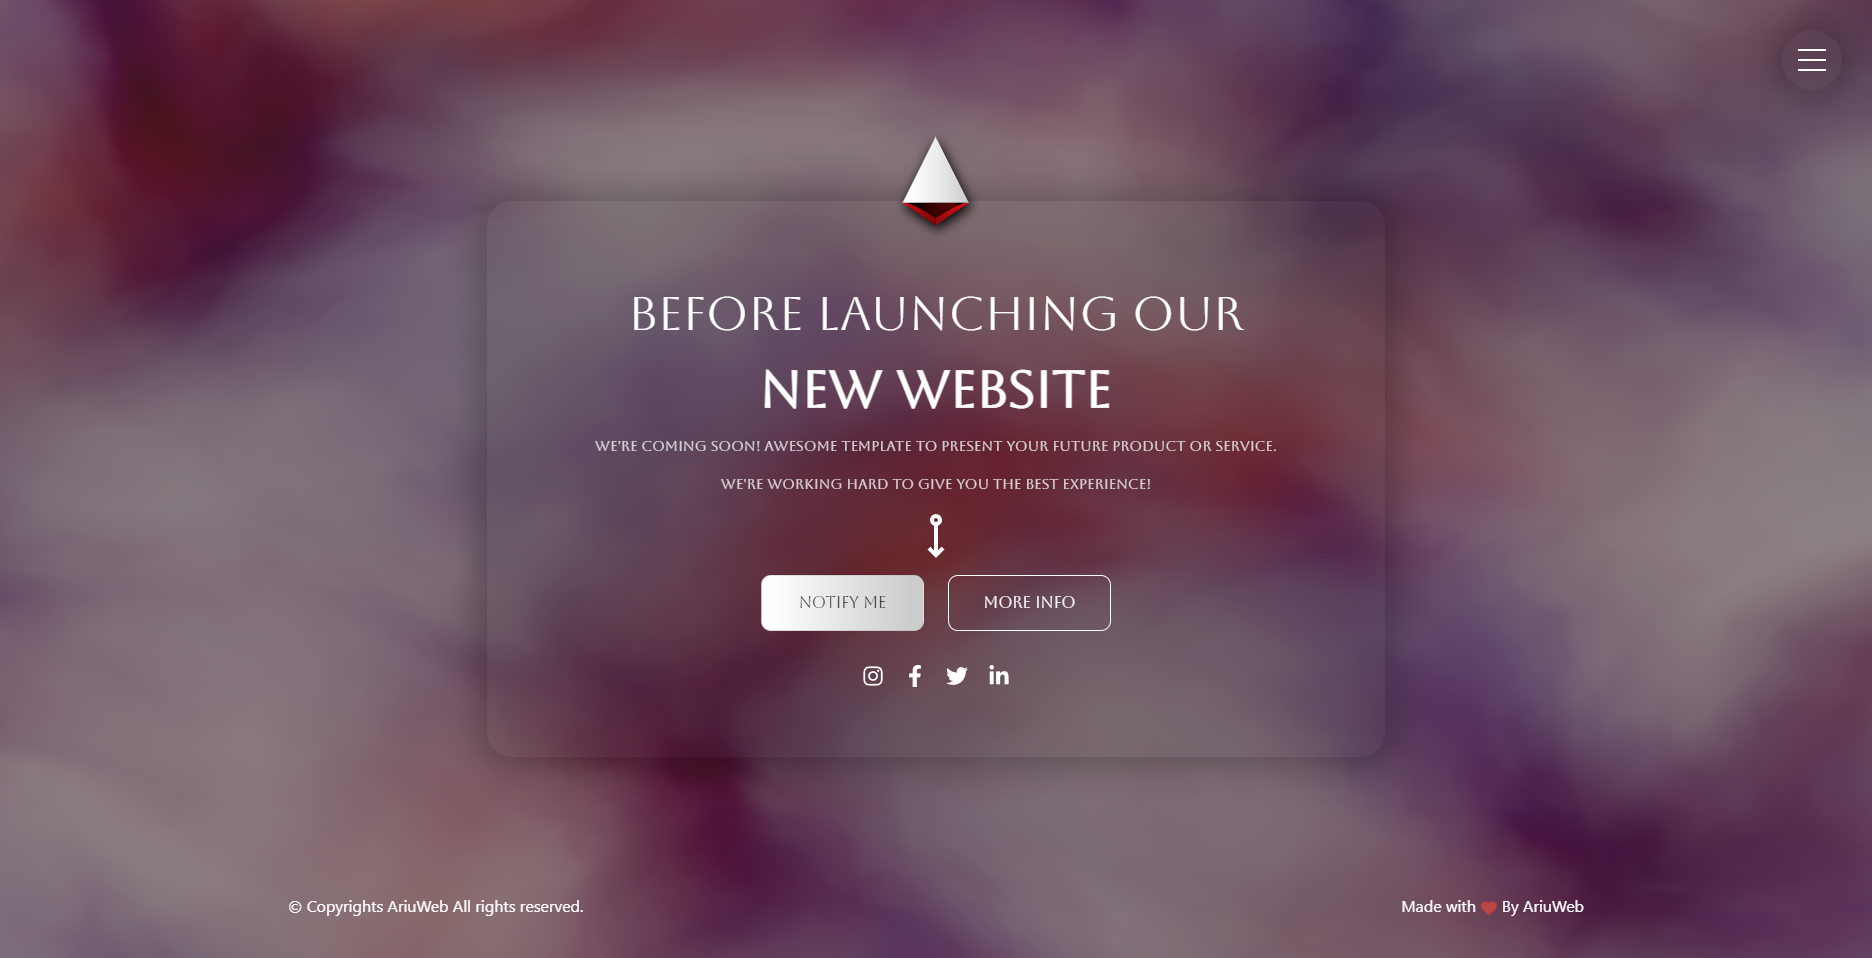 BEFORE LAUNCHING OUR
NEW WEBSITE
WE'RE COMING SOON! AWESOME TEMPLATE TO PRESENT YOUR FUTURE PRODUCT OR SERVICE.
WE'RE WORKING HARD TO GIVE YOU THE BEST EXPERIENCE!
NOTIFY ME
MORE INFO
© Copyrights AriuWeb All rights reserved.
Made with ❤ By AriuWeb